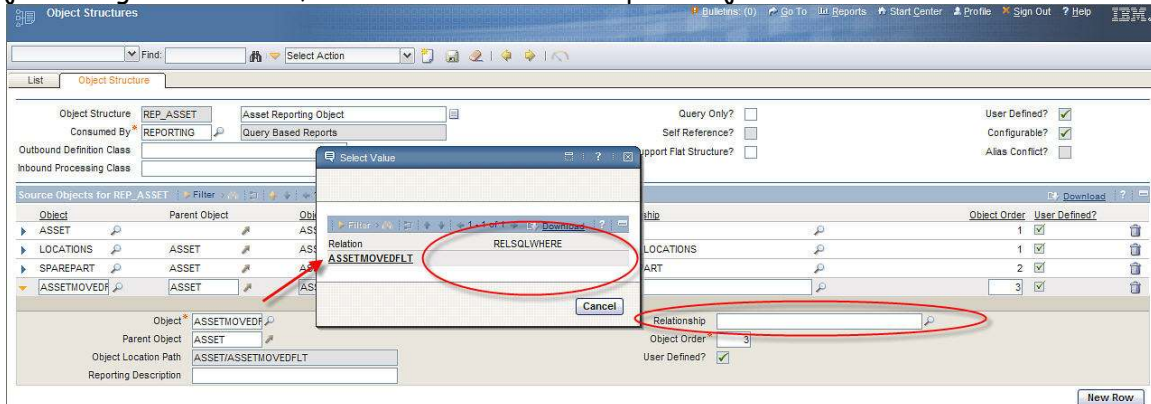 Object Structures
Bulletins: (0) Go To Reports Start Center Profile Sign Out Help IBM
Find: Select Action
List Object Structure
Object Structure REP_ASSET Asset Reporting Object Query Only? User Defined?
Consumed By* REPORTING Query Based Reports Self Reference? Configurable?
Outbound Definition Class Support Flat Structure? Alias Conflict?
Inbound Processing Class
Select Value
Source Objects for REP_ASSET Filter Download ?
Object Parent Object Object Order User Defined?
Filter 1 - 1 of 1 Download ?
Relation RELSQLWHERE
ASSETMOVEDFLT
Cancel
ASSET 1
LOCATIONS ASSET LOCATIONS 1
SPAREPART ASSET 2
ASSETMOVEDF ASSET 3
Object* ASSETMOVEDF Relationship
Parent Object ASSET Object Order* 3
Object Location Path ASSET/ASSETMOVEDFLT User Defined?
Reporting Description
New Row